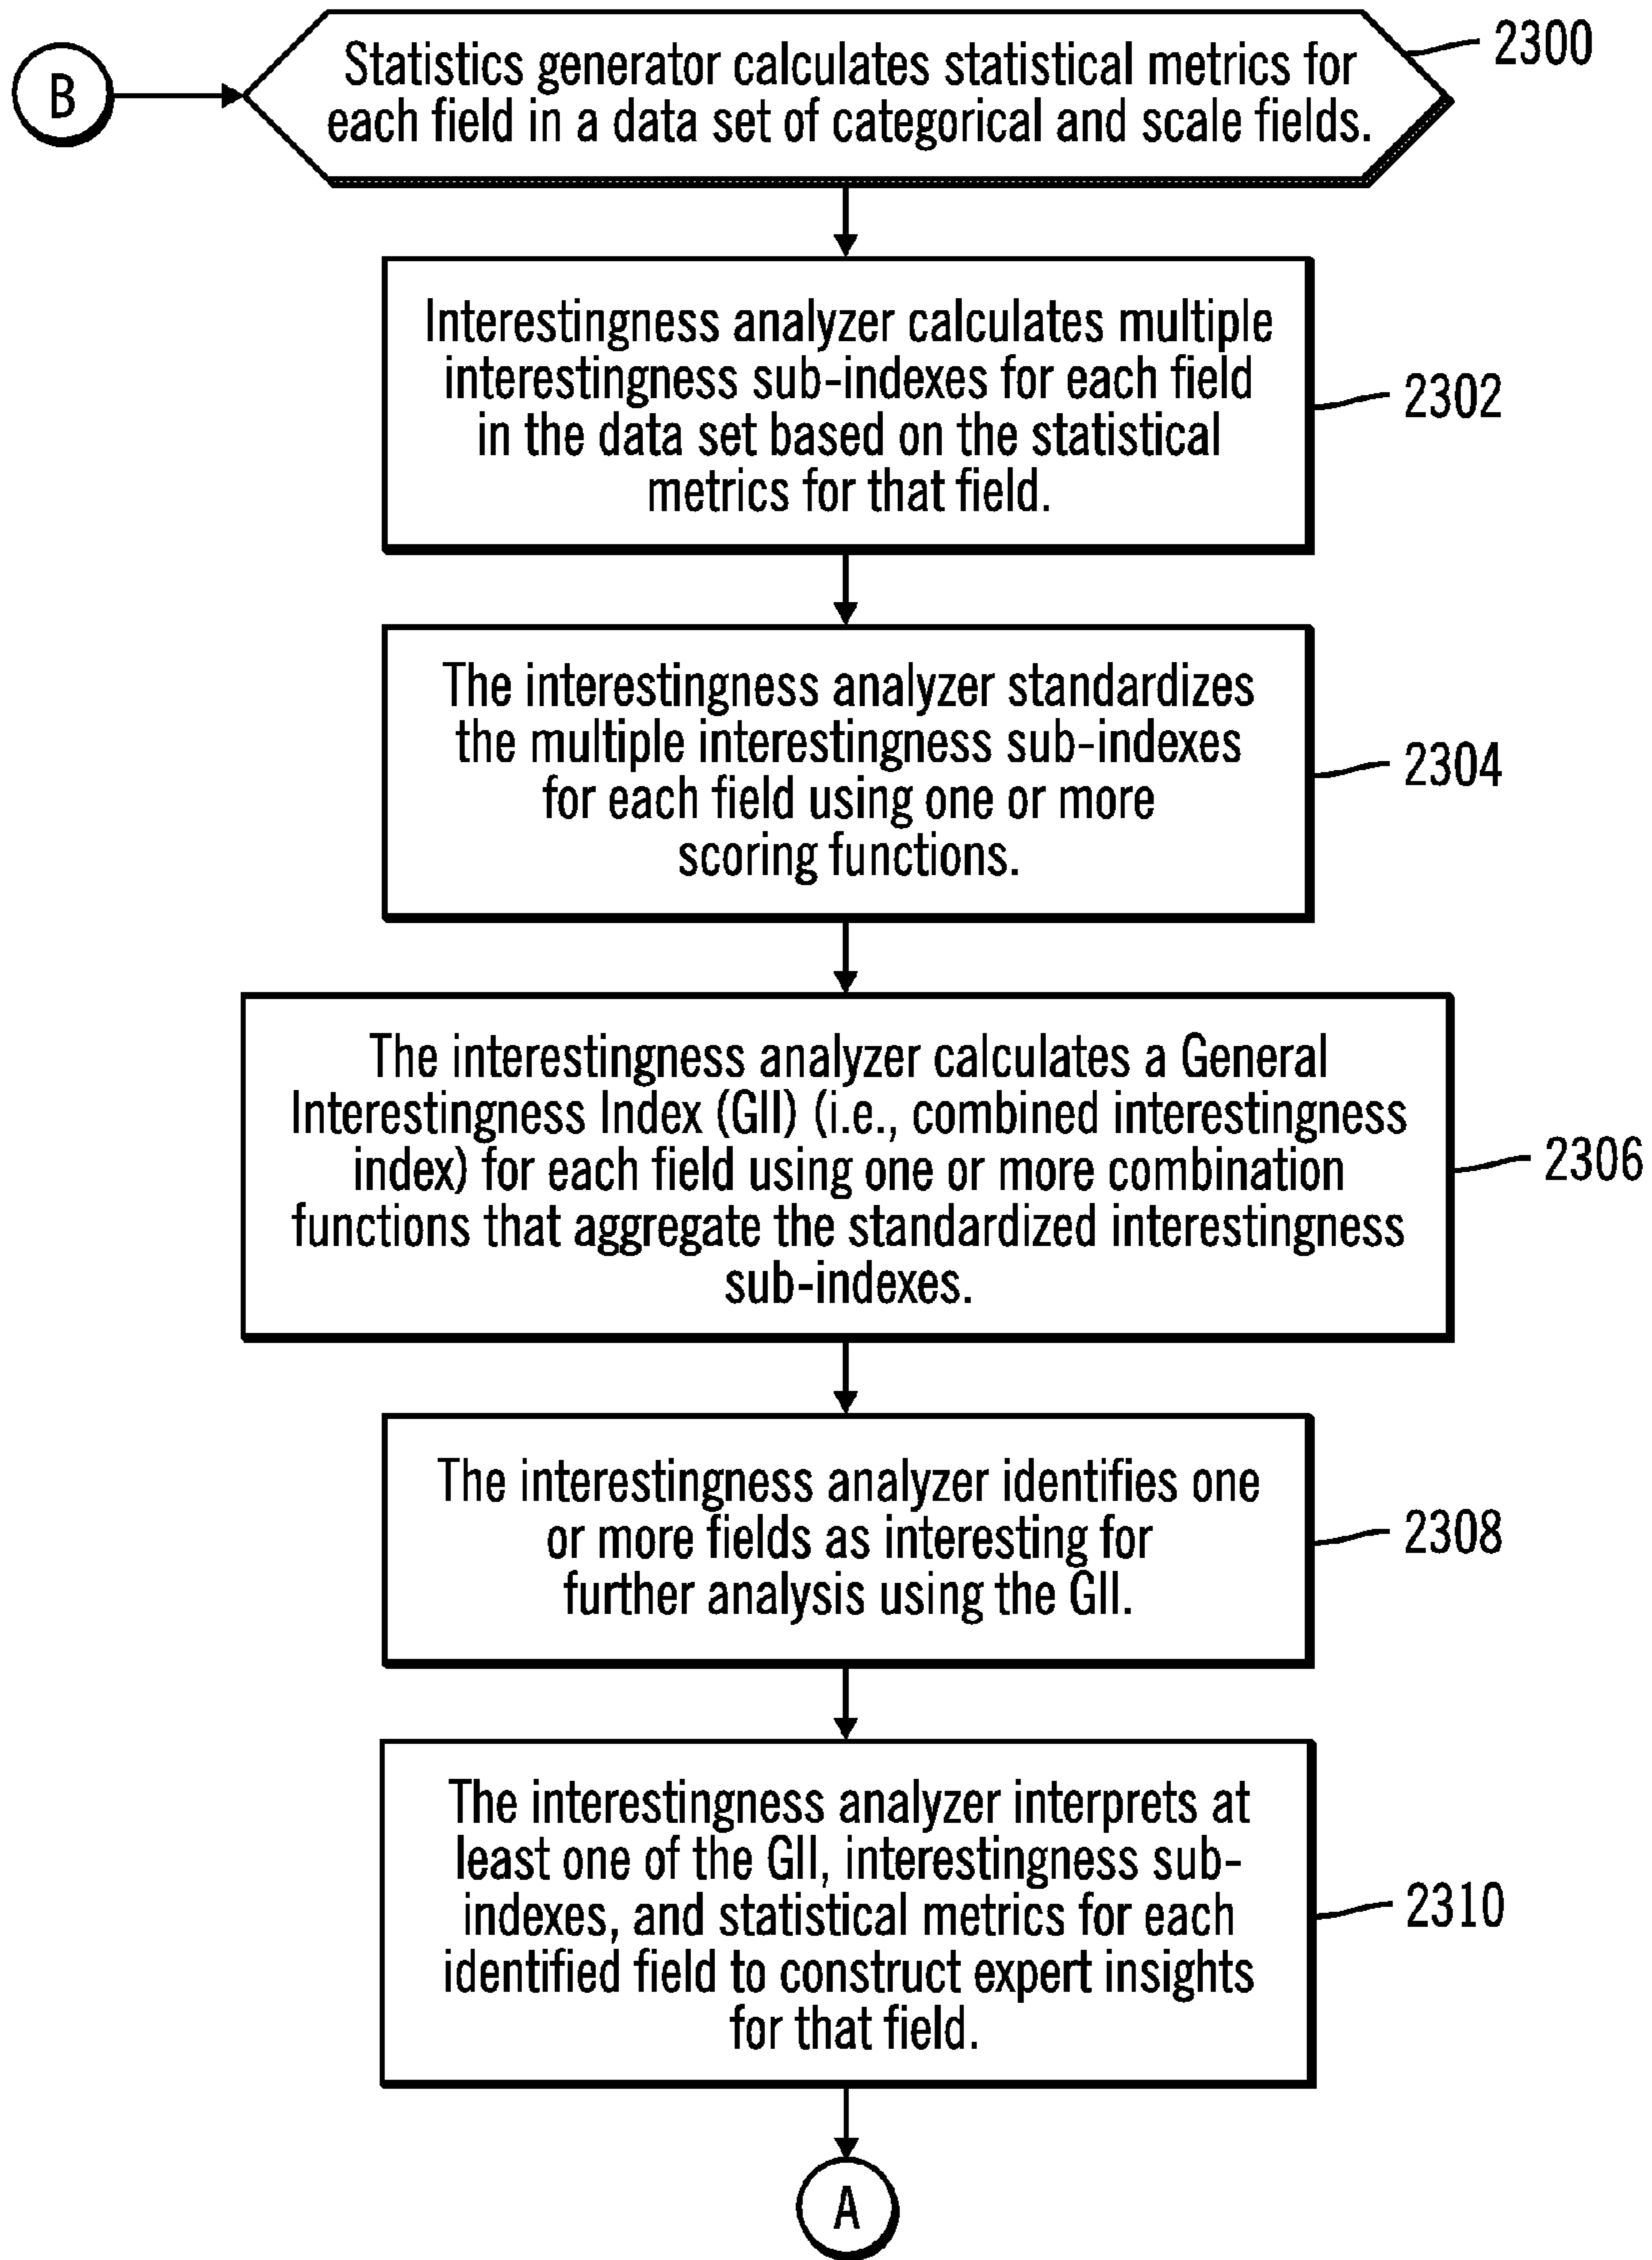 B
Statistics generator calculates statistical metrics for
each field in a data set of categorical and scale fields.
2300
Interestingness analyzer calculates multiple
interestingness sub-indexes for each field
in the data set based on the statistical
metrics for that field.
2302
The interestingness analyzer standardizes
the multiple interestingness sub-indexes
for each field using one or more
scoring functions.
2304
The interestingness analyzer calculates a General
Interestingness Index (GII) (i.e., combined interestingness
index) for each field using one or more combination
functions that aggregate the standardized interestingness
sub-indexes.
2306
The interestingness analyzer identifies one
or more fields as interesting for
further analysis using the GII.
2308
The interestingness analyzer interprets at
least one of the GII, interestingness sub-
indexes, and statistical metrics for each
identified field to construct expert insights
for that field.
2310
A